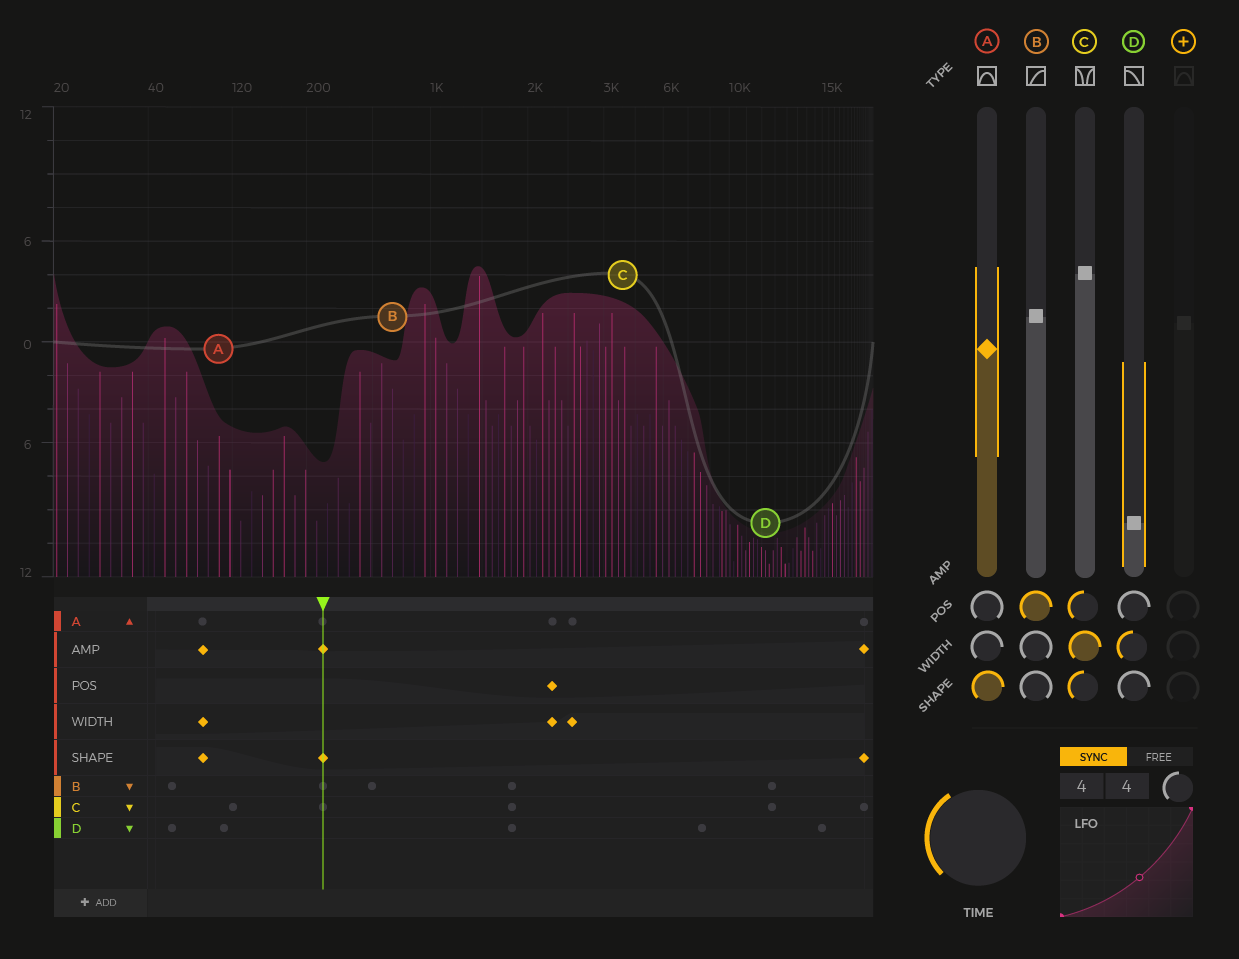 A B C D +
TYPE
20 40 120 200 1K 2K 3K 6K 10K 15K
12
6
0
6
12
A
B
C
D
AMP
POS
WIDTH
SHAPE
A
AMP
POS
WIDTH
SHAPE
B
C
D
+ ADD
SYNC FREE
4 4
LFO
TIME